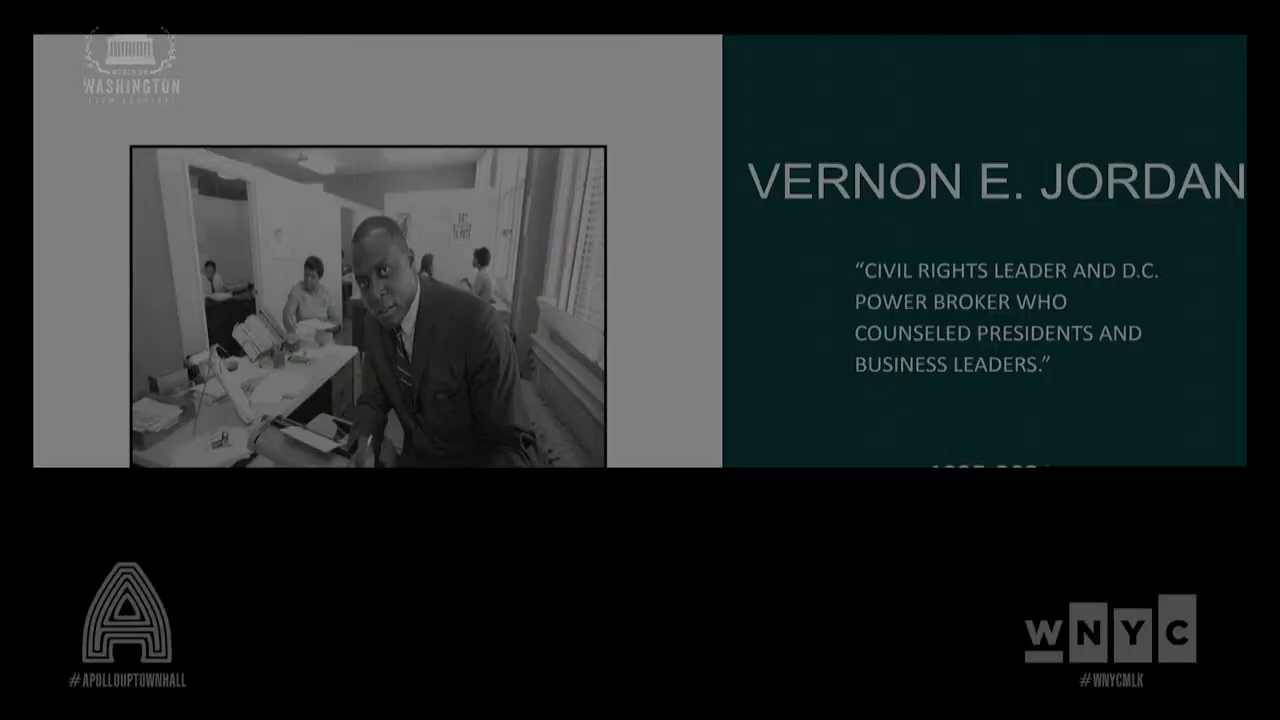 WASHINGTON
VERNON E. JORDAN
“CIVIL RIGHTS LEADER AND D.C.
POWER BROKER WHO
COUNSELED PRESIDENTS AND
BUSINESS LEADERS.”
A
#APOLLOUPTOWNHALL
WNYC
#WNYCMLK